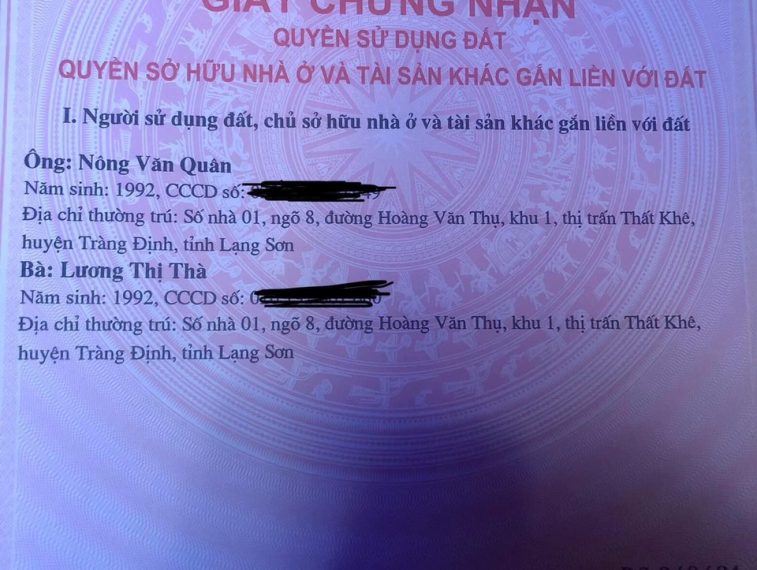 GIẤY CHỨNG NHẬN
QUYỀN SỬ DỤNG ĐẤT
QUYỀN SỞ HỮU NHÀ Ở VÀ TÀI SẢN KHÁC GẮN LIỀN VỚI ĐẤT
I. Người sử dụng đất, chủ sở hữu nhà ở và tài sản khác gắn liền với đất
Ông: Nông Văn Quân
Năm sinh: 1992, CCCD số:
Địa chỉ thường trú: Số nhà 01, ngõ 8, đường Hoàng Văn Thụ, khu 1, thị trấn Thất Khê,
huyện Tràng Định, tỉnh Lạng Sơn
Bà: Lương Thị Thà
Năm sinh: 1992, CCCD số:
Địa chỉ thường trú: Số nhà 01, ngõ 8, đường Hoàng Văn Thụ, khu 1, thị trấn Thất Khê,
huyện Tràng Định, tỉnh Lạng Sơn